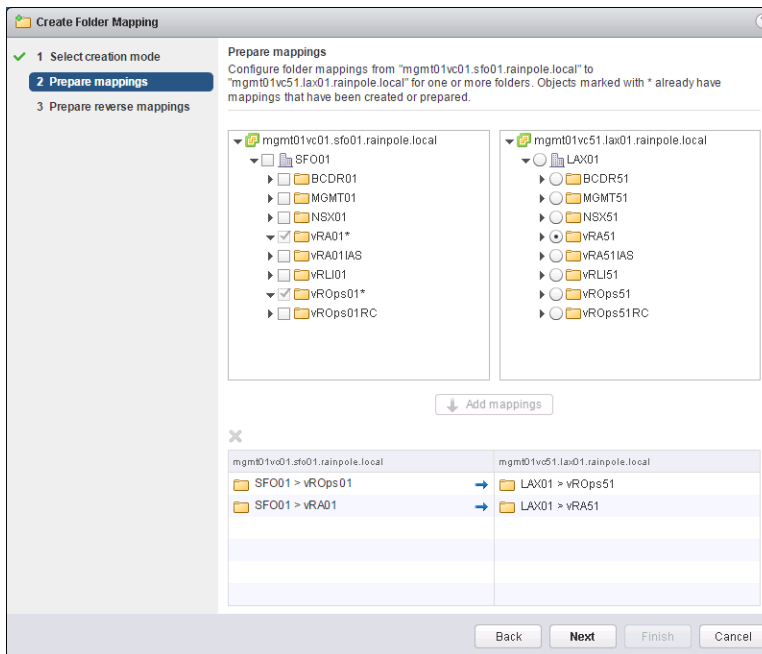 Create Folder Mapping
1 Select creation mode
2 Prepare mappings
3 Prepare reverse mappings
Prepare mappings
Configure folder mappings from "mgmt01vc01.sfo01.rainpole.local" to
"mgmt01vc51.lax01.rainpole.local" for one or more folders. Objects marked with * already have
mappings that have been created or prepared.
mgmt01vc01.sfo01.rainpole.local
SFO01
BCDR01
MGMT01
NSX01
vRA01*
vRA01IAS
vRLI01
vROps01*
vROps01RC
mgmt01vc51.lax01.rainpole.local
LAX01
BCDR51
MGMT51
NSX51
vRA51
vRA51IAS
vRLI51
vROps51
vROps51RC
Add mappings
mgmt01vc01.sfo01.rainpole.local mgmt01vc51.lax01.rainpole.local
SFO01 > vROps01 LAX01 > vROps51
SFO01 > vRA01 LAX01 > vRA51
Back Next Finish Cancel